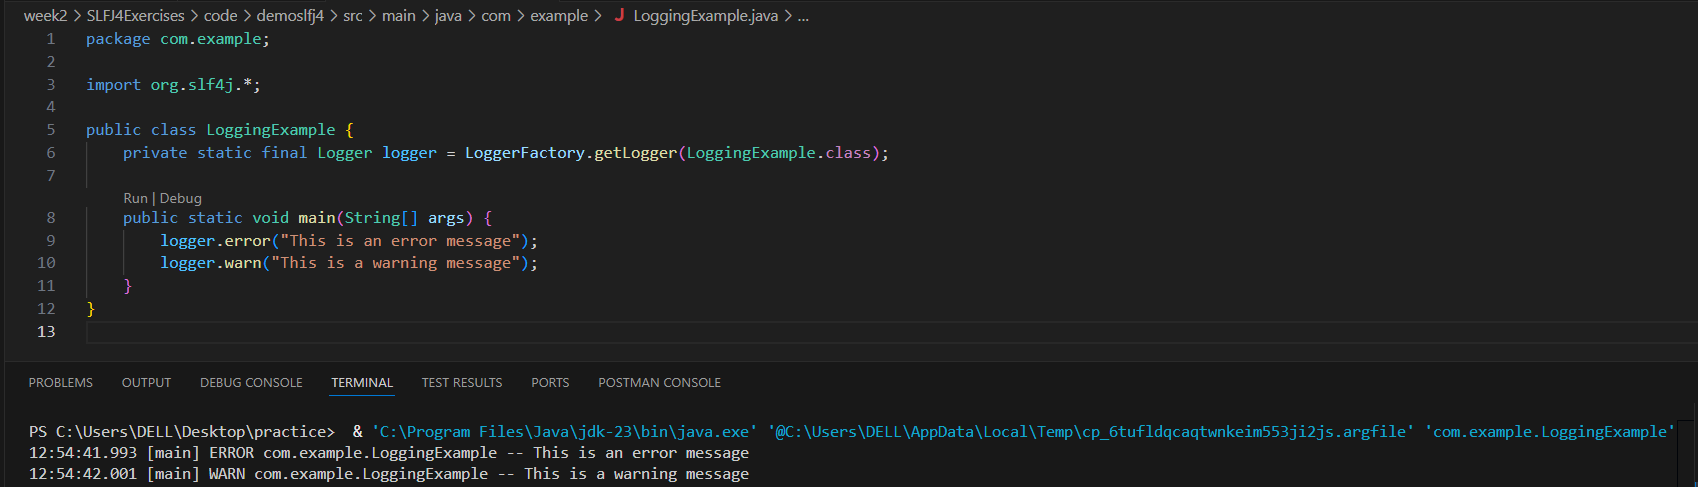 week2 > SLFJ4Exercises > code > demoslfj4 > src > main > java > com > example > J LoggingExample.java > ...
1 package com.example;
2
3 import org.slf4j.*;
4
5 public class LoggingExample {
6 private static final Logger logger = LoggerFactory.getLogger(LoggingExample.class);
7
Run | Debug
8 public static void main(String[] args) {
9 logger.error("This is an error message");
10 logger.warn("This is a warning message");
11 }
12 }
13
PROBLEMS OUTPUT DEBUG CONSOLE TERMINAL TEST RESULTS PORTS POSTMAN CONSOLE
PS C:\Users\DELL\Desktop\practice> & 'C:\Program Files\Java\jdk-23\bin\java.exe' '@C:\Users\DELL\AppData\Local\Temp\cp_6tufldqcaqtwnkeim553ji2js.argfile' 'com.example.LoggingExample'
12:54:41.993 [main] ERROR com.example.LoggingExample -- This is an error message
12:54:42.001 [main] WARN com.example.LoggingExample -- This is a warning message